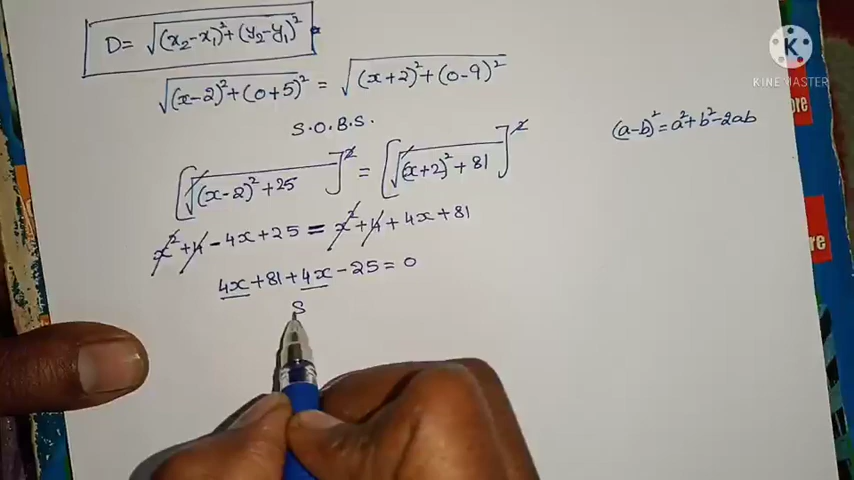 D= √(x₂-x₁)²+(y₂-y₁)²
√(x-2)²+(0+5)² = √(x+2)²+(0-9)²
S.O.B.S.
(a-b)²=a²+b²-2ab
[√(x-2)²+25]² = [√(x+2)²+81]²
x²+4-4x+25 = x²+4+4x+81
4x+81+4x-25=0
S
K
KINEMASTER
ore
ore